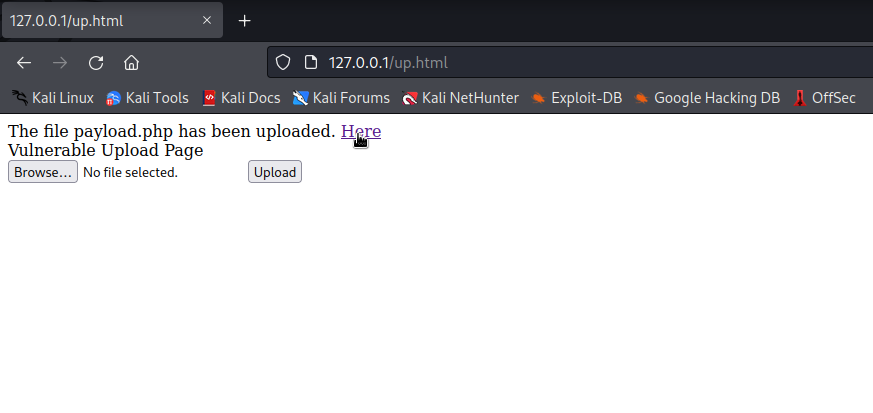 127.0.0.1/up.html
127.0.0.1/up.html
Kali Linux Kali Tools Kali Docs Kali Forums Kali NetHunter Exploit-DB Google Hacking DB OffSec
The file payload.php has been uploaded. Here
Vulnerable Upload Page
Browse... No file selected. Upload